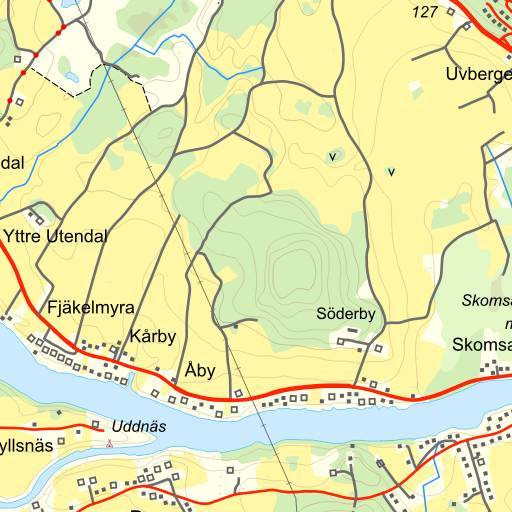 127
Uvberge
dal
Yttre Utendal
Fjäkelmyra
Skomsa
Söderby
Kårby
Skomsa
Åby
Uddnäs
yllsnäs